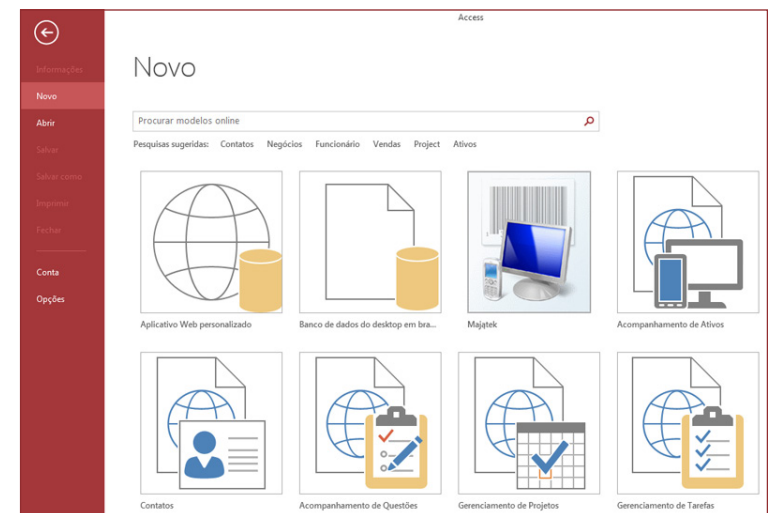 Access
Informações
Novo
Abrir
Salvar
Salvar como
Imprimir
Fechar
Conta
Opções
Novo
Procurar modelos online
Pesquisas sugeridas: Contatos Negócios Funcionário Vendas Project Ativos
Aplicativo Web personalizado
Banco de dados do desktop em bra...
Majątek
Acompanhamento de Ativos
Contatos
Acompanhamento de Questões
Gerenciamento de Projetos
Gerenciamento de Tarefas